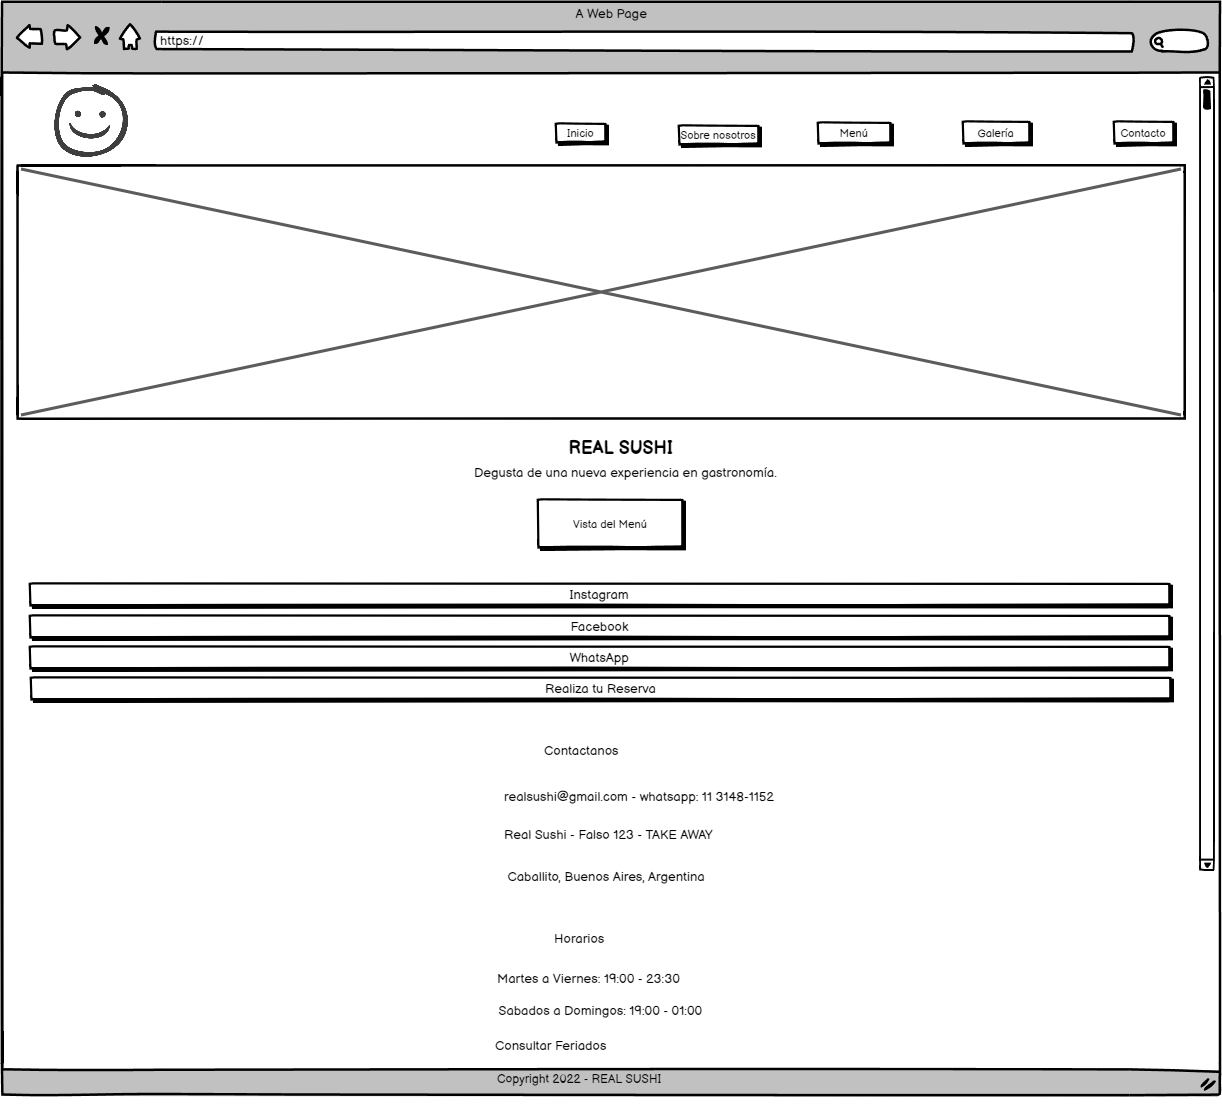 A Web Page
https://
Inicio
Sobre nosotros
Menú
Galería
Contacto
REAL SUSHI
Degusta de una nueva experiencia en gastronomía.
Vista del Menú
Instagram
Facebook
WhatsApp
Realiza tu Reserva
Contactanos
realsushi@gmail.com - whatsapp: 11 3148-1152
Real Sushi - Falso 123 - TAKE AWAY
Caballito, Buenos Aires, Argentina
Horarios
Martes a Viernes: 19:00 - 23:30
Sabados a Domingos: 19:00 - 01:00
Consultar Feriados
Copyright 2022 - REAL SUSHI